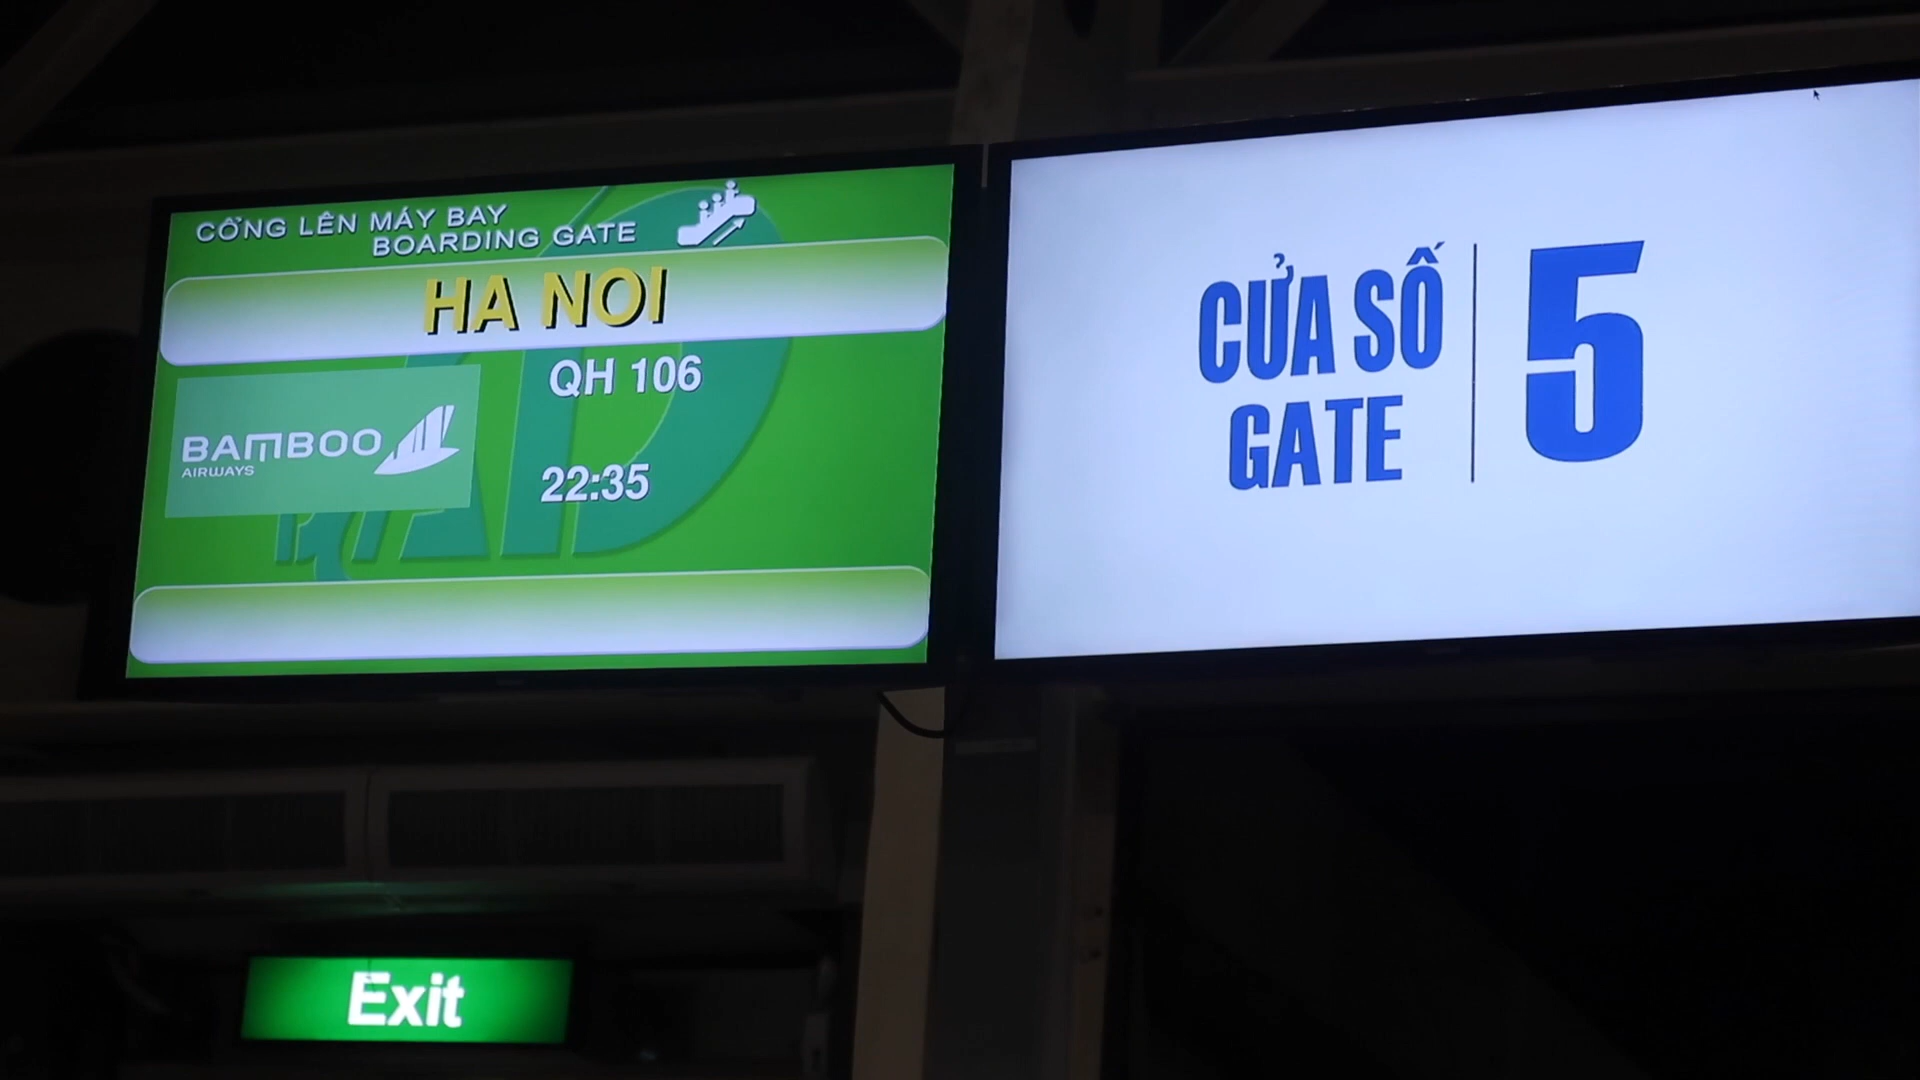 CỔNG LÊN MÁY BAY
BOARDING GATE
HA NOI
QH 106
BAMBOO
AIRWAYS
22:35
CỬA SỐ
GATE
5
Exit